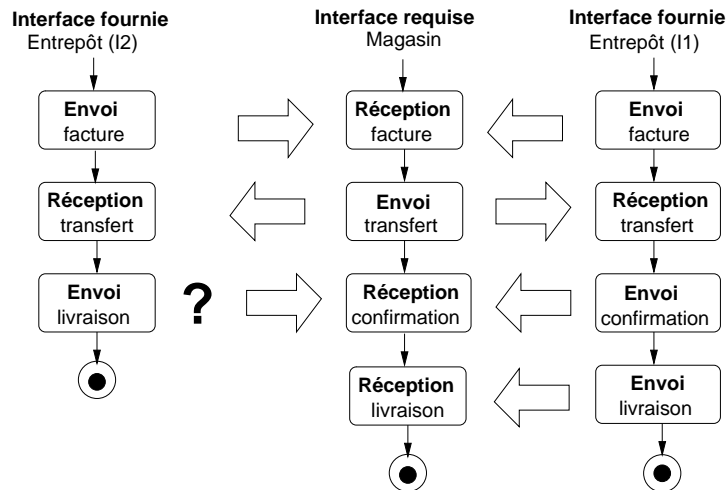 Interface fournie
Entrepôt (I2)
Envoi
facture
Réception
transfert
Envoi
livraison
?
Interface requise
Magasin
Réception
facture
Envoi
transfert
Réception
confirmation
Réception
livraison
Interface fournie
Entrepôt (I1)
Envoi
facture
Réception
transfert
Envoi
confirmation
Envoi
livraison